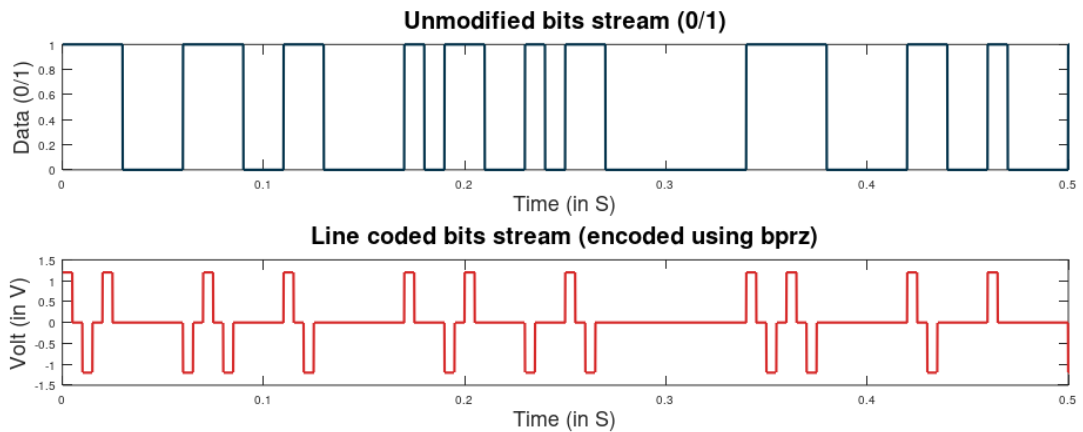 Unmodified bits stream (0/1)
Data (0/1)
1
0.8
0.6
0.4
0.2
0
0 0.1 0.2 0.3 0.4 0.5
Time (in S)
Line coded bits stream (encoded using bprz)
Volt (in V)
1.5
1
0.5
0
-0.5
-1
-1.5
0 0.1 0.2 0.3 0.4 0.5
Time (in S)